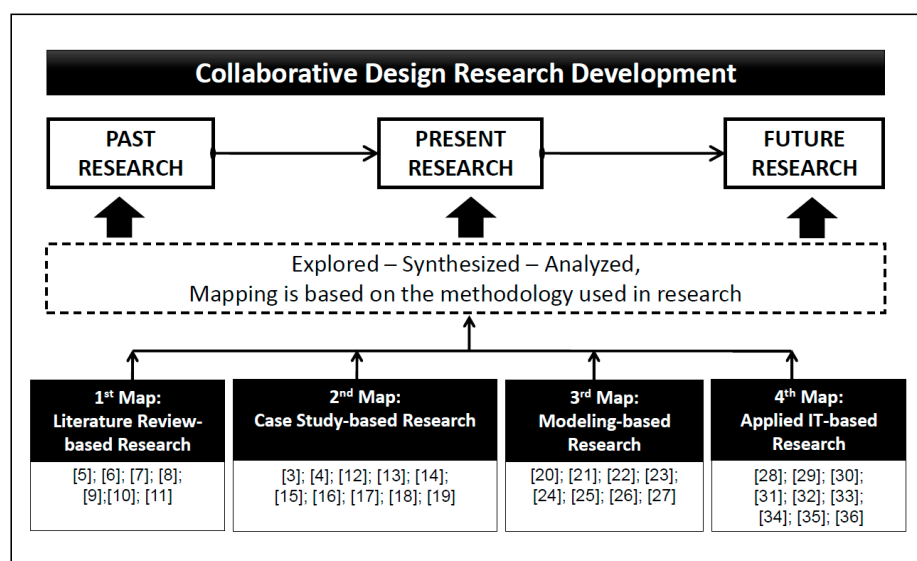 Collaborative Design Research Development
PAST
RESEARCH
PRESENT
RESEARCH
FUTURE
RESEARCH
Explored – Synthesized – Analyzed,
Mapping is based on the methodology used in research
1st Map:
Literature Review-
based Research
[5]; [6]; [7]; [8];
[9];[10]; [11]
2nd Map:
Case Study-based Research
[3]; [4]; [12]; [13]; [14];
[15]; [16]; [17]; [18]; [19]
3rd Map:
Modeling-based
Research
[20]; [21]; [22]; [23];
[24]; [25]; [26]; [27]
4th Map:
Applied IT-based
Research
[28]; [29]; [30];
[31]; [32]; [33];
[34]; [35]; [36]